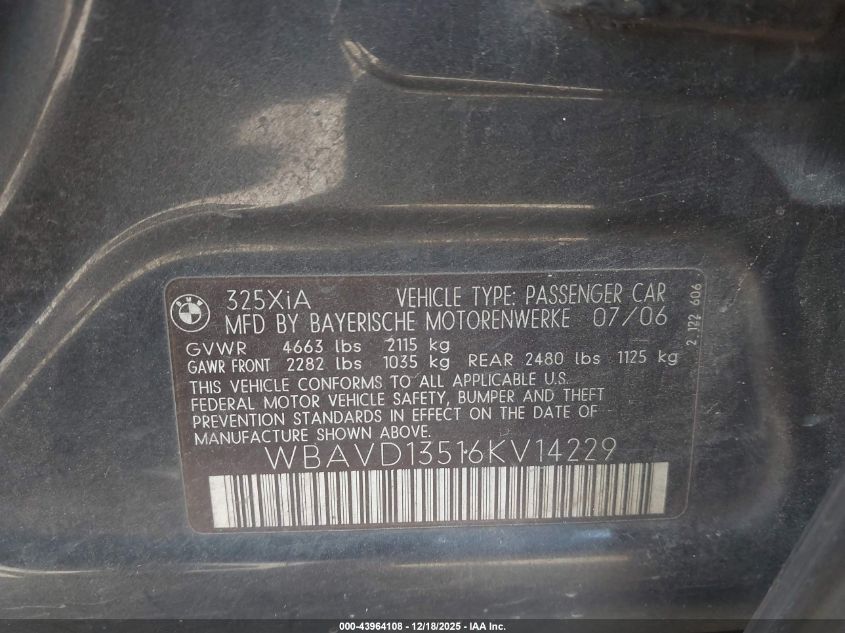 BMW
325XiA VEHICLE TYPE: PASSENGER CAR
MFD BY BAYERISCHE MOTORENWERKE 07/06
GVWR 4663 lbs 2115 kg
GAWR FRONT 2282 lbs 1035 kg REAR 2480 lbs 1125 kg
THIS VEHICLE CONFORMS TO ALL APPLICABLE U.S.
FEDERAL MOTOR VEHICLE SAFETY, BUMPER AND THEFT
PREVENTION STANDARDS IN EFFECT ON THE DATE OF
MANUFACTURE SHOWN ABOVE.
WBAVD13516KV14229
2 122 606
000-43964108 - 12/18/2025 - IAA Inc.